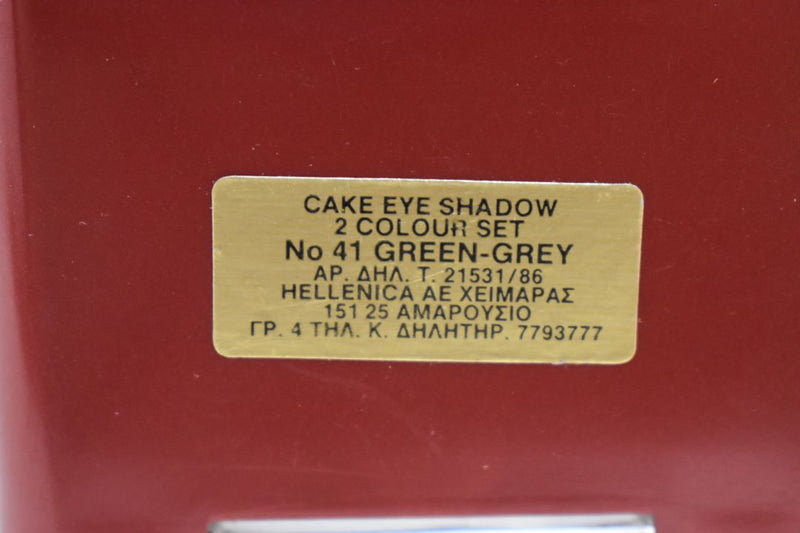 CAKE EYE SHADOW
2 COLOUR SET
No 41 GREEN-GREY
ΑΡ. ΔΗΛ. Τ. 21531/86
HELLENICA AE ΧΕΙΜΑΡΑΣ
151 25 ΑΜΑΡΟΥΣΙΟ
ΓΡ. 4 ΤΗΛ. Κ. ΔΗΛΗΤΗΡ. 7793777